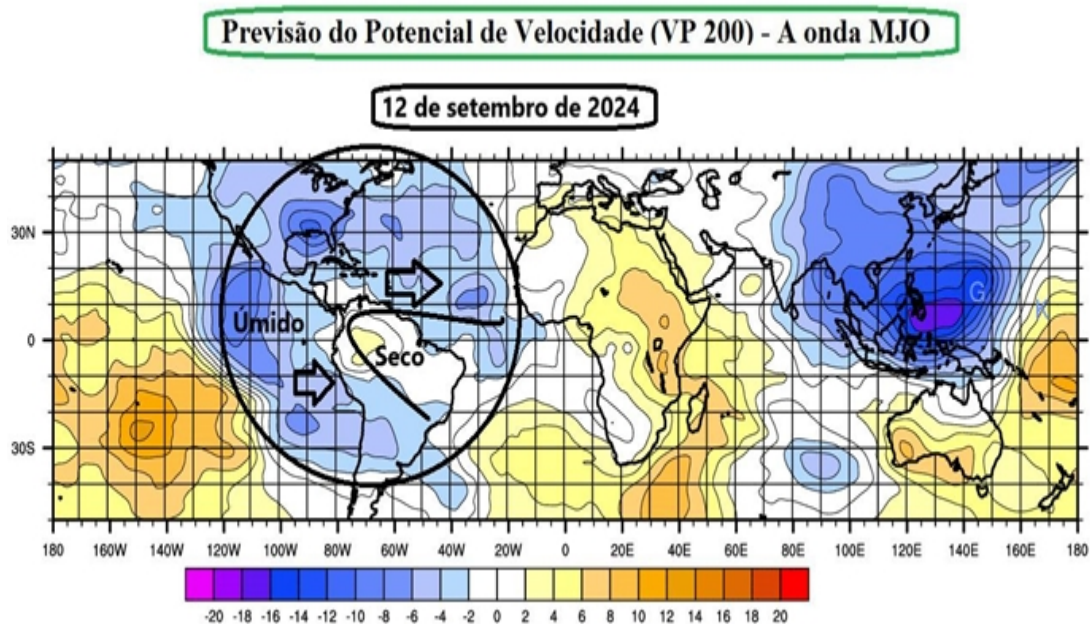 Previsão do Potencial de Velocidade (VP 200) - A onda MJO
12 de setembro de 2024
30N
0
30S
Úmido
Seco
G
180 160W 140W 120W 100W 80W 60W 40W 20W 0 20E 40E 60E 80E 100E 120E 140E 160E 180
-20 -18 -16 -14 -12 -10 -8 -6 -4 -2 0 2 4 6 8 10 12 14 16 18 20